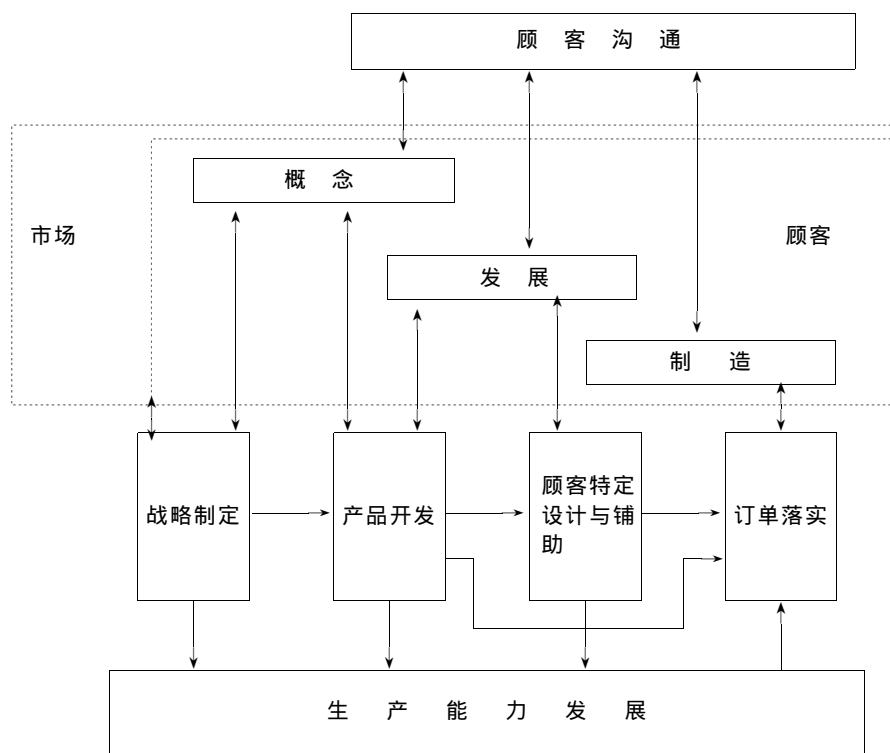 顾 客 沟 通
概 念
市场
顾客
发 展
制 造
战略制定
产品开发
顾客特定
设计与铺
助
订单落实
生 产 能 力 发 展